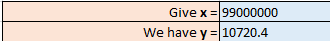 Give x = 99000000
We have y = 10720.4